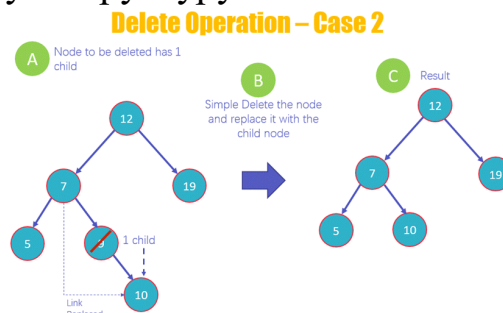 Delete Operation – Case 2
A
Node to be deleted has 1
child
B
Simple Delete the node
and replace it with the
child node
C
Result
12
7
19
5
9
1 child
10
Link
12
7
19
5
10